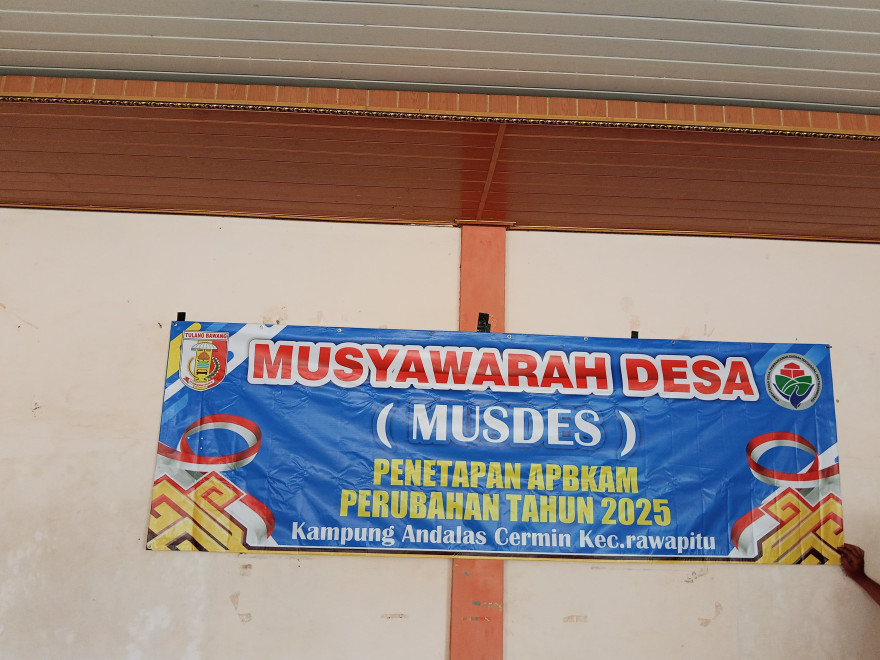 TULANG BAWANG
MUSYAWARAH DESA
( MUSDES )
PENETAPAN APBKAM
PERUBAHAN TAHUN 2025
Kampung Andalas Cermin Kec.rawapitu